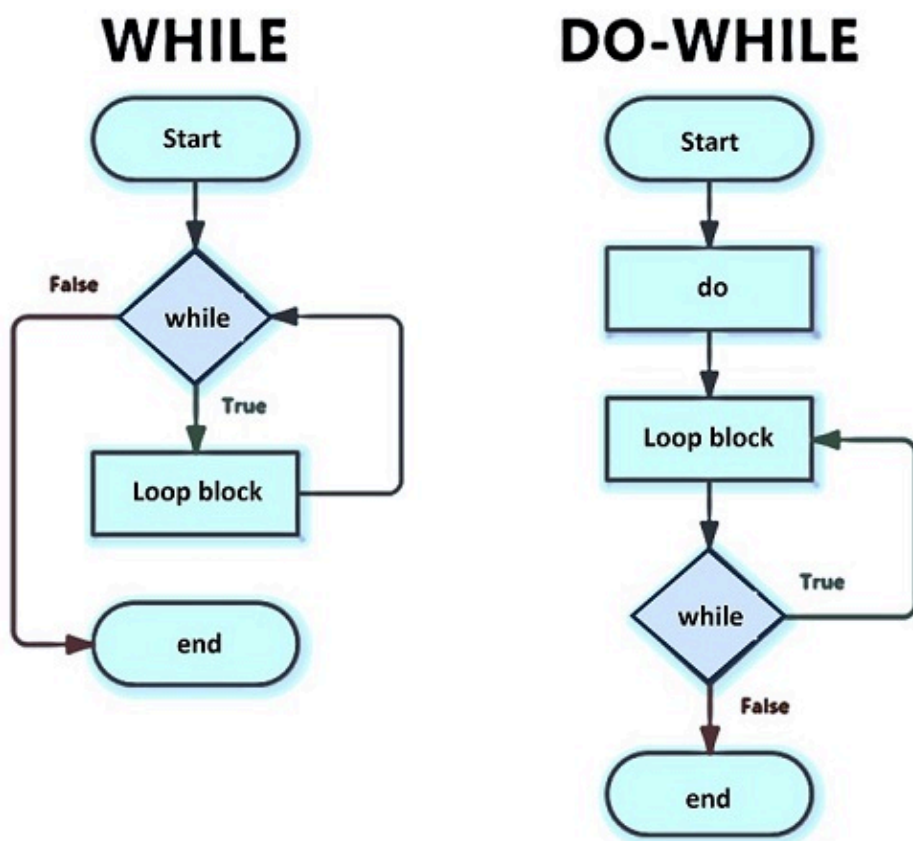 WHILE
Start
False
while
True
Loop block
end
DO-WHILE
Start
do
Loop block
while
True
False
end